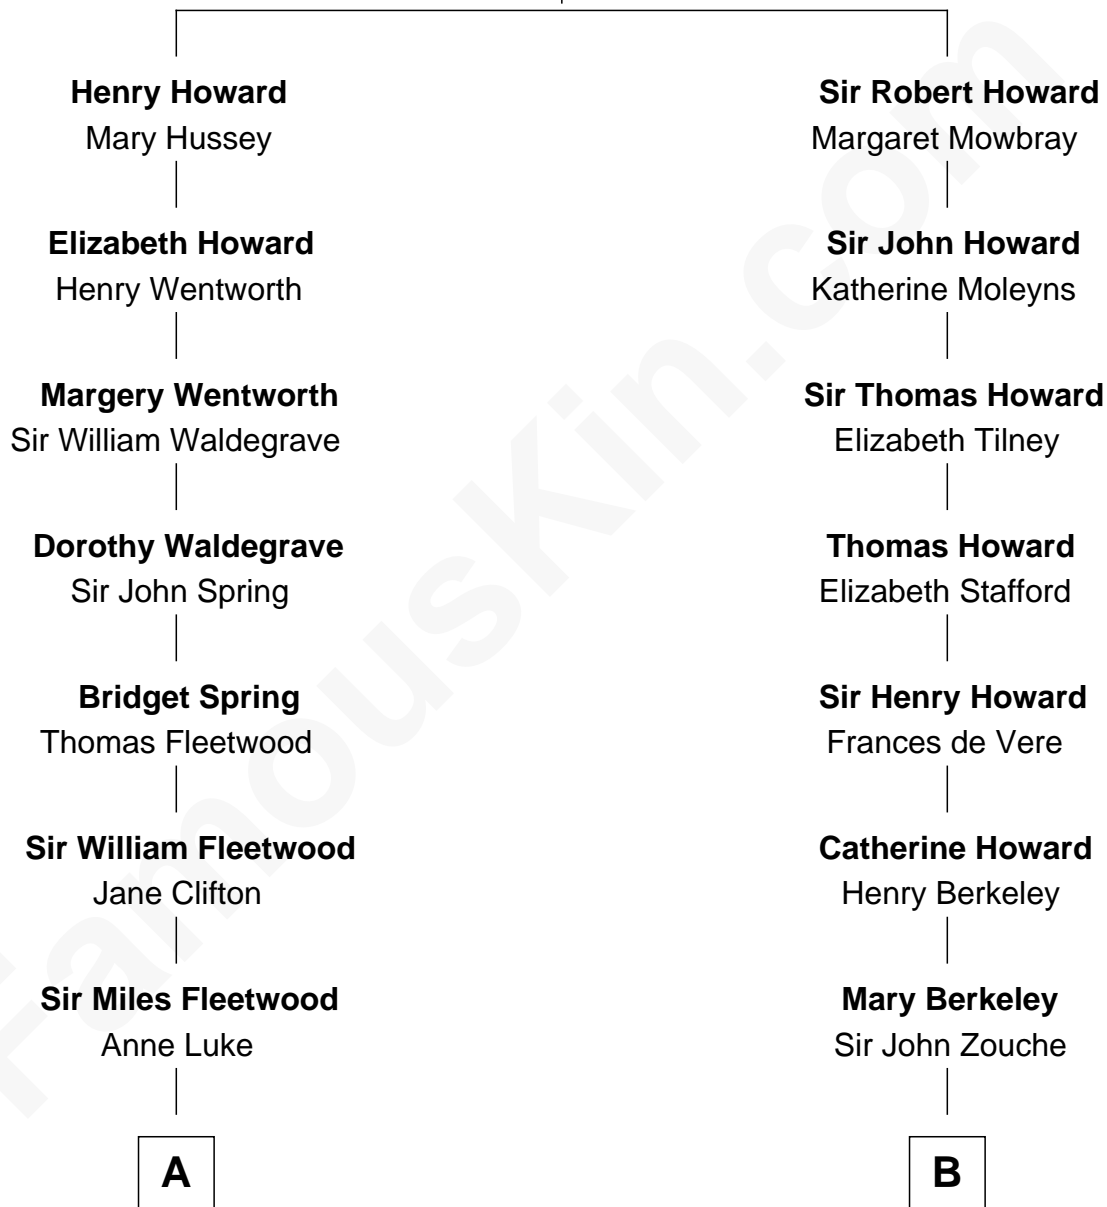 Henry Howard
Mary Hussey
Elizabeth Howard
Henry Wentworth
Margery Wentworth
Sir William Waldegrave
Dorothy Waldegrave
Sir John Spring
Bridget Spring
Thomas Fleetwood
Sir William Fleetwood
Jane Clifton
Sir Miles Fleetwood
Anne Luke
A
Sir Robert Howard
Margaret Mowbray
Sir John Howard
Katherine Moleyns
Sir Thomas Howard
Elizabeth Tilney
Thomas Howard
Elizabeth Stafford
Sir Henry Howard
Frances de Vere
Catherine Howard
Henry Berkeley
Mary Berkeley
Sir John Zouche
B
FamousKin.com